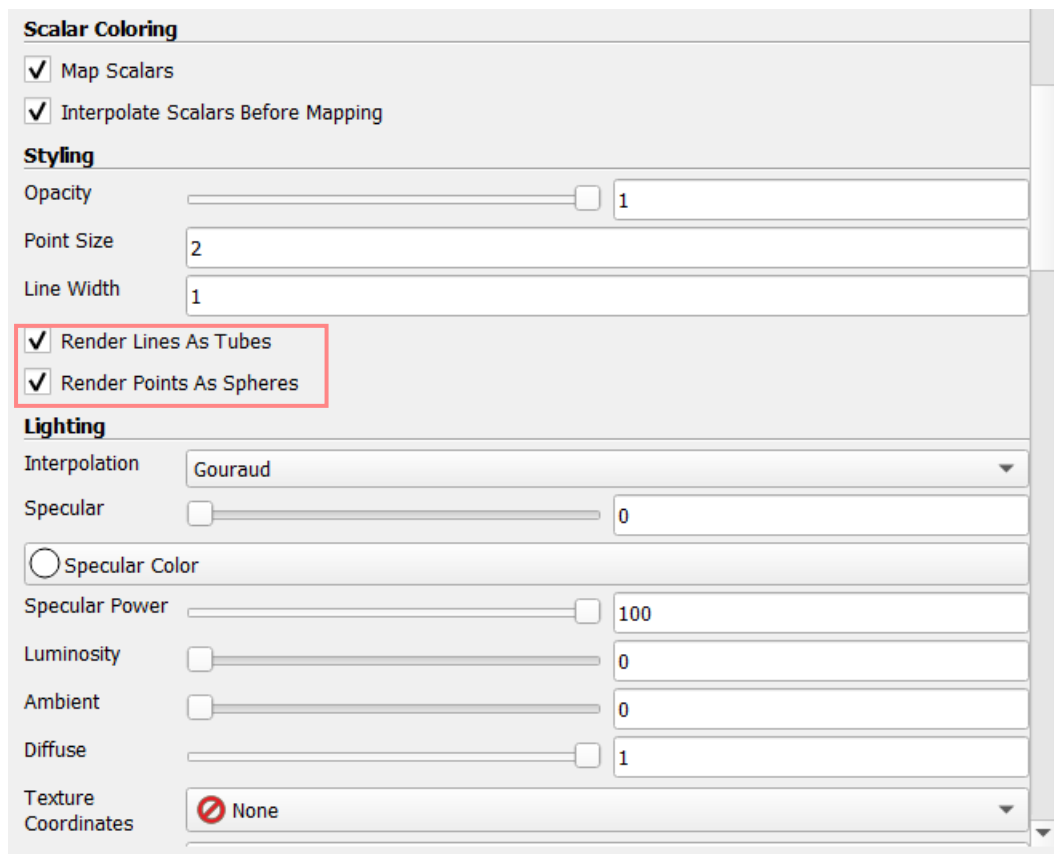 Scalar Coloring
Map Scalars
Interpolate Scalars Before Mapping
Styling
Opacity 1
Point Size 2
Line Width 1
Render Lines As Tubes
Render Points As Spheres
Lighting
Interpolation Gouraud
Specular 0
Specular Color
Specular Power 100
Luminosity 0
Ambient 0
Diffuse 1
Texture
Coordinates None